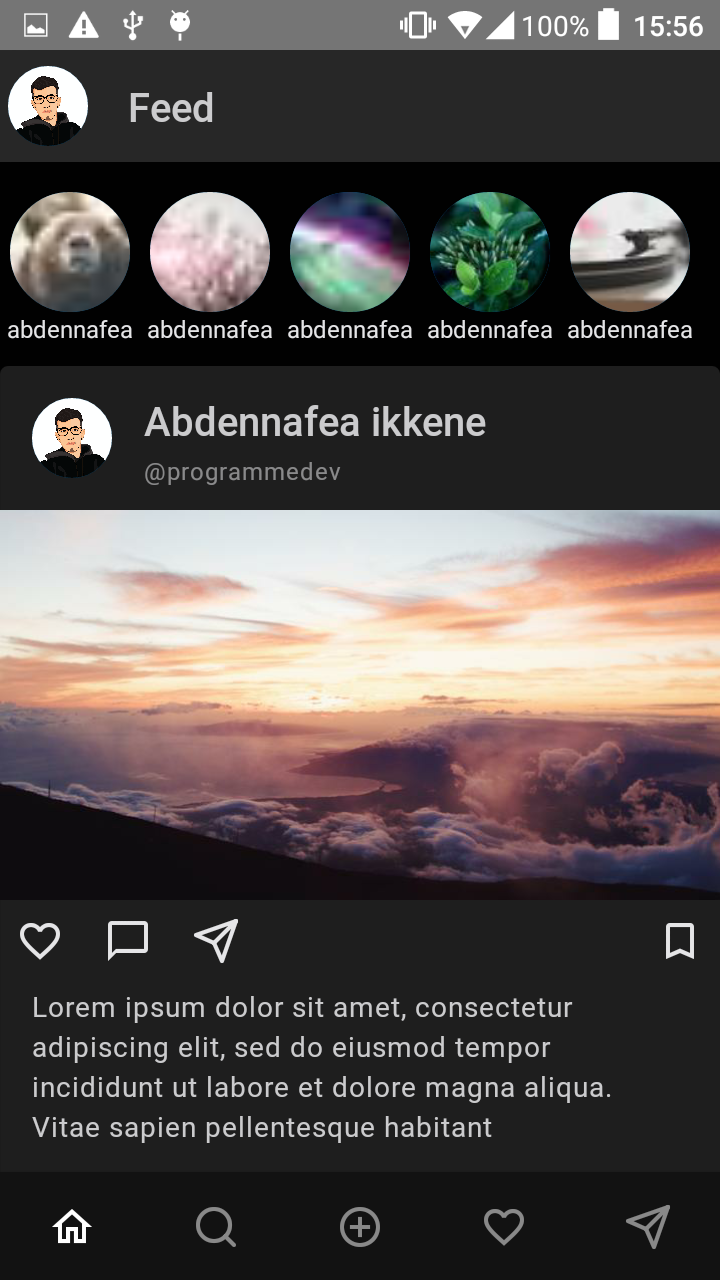 100% 15:56
Feed
abdennafea abdennafea abdennafea abdennafea abdennafea
Abdennafea ikkene
@programmedev
Lorem ipsum dolor sit amet, consectetur
adipiscing elit, sed do eiusmod tempor
incididunt ut labore et dolore magna aliqua.
Vitae sapien pellentesque habitant